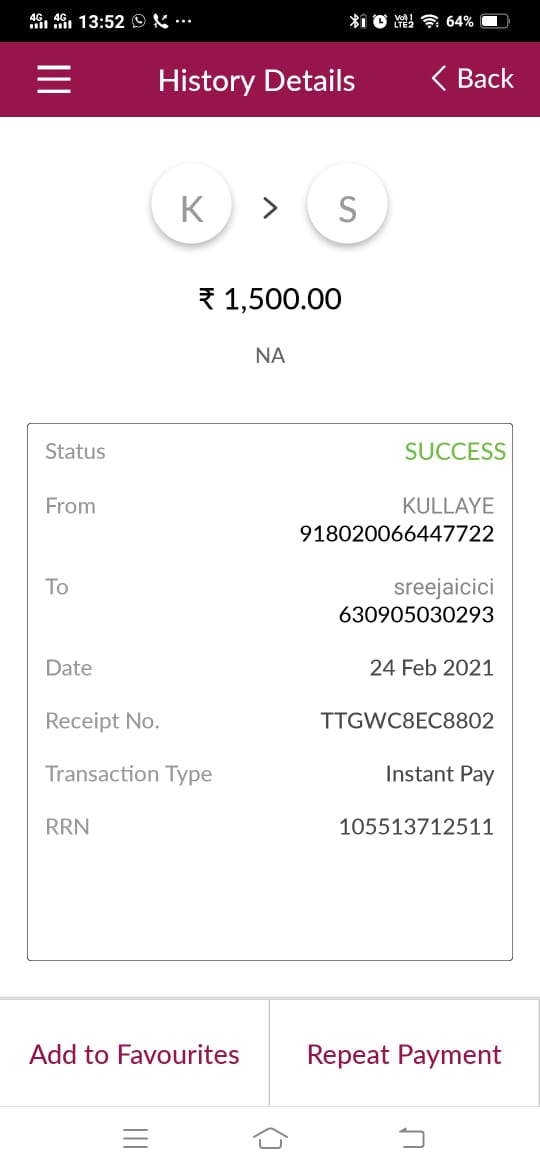 4G 4G 13:52 ... Vo)) LTE2 64%
History Details
Back
K > S
₹ 1,500.00
NA
Status SUCCESS
From KULLAYE
918020066447722
To sreejaicici
630905030293
Date 24 Feb 2021
Receipt No. TTGWC8EC8802
Transaction Type Instant Pay
RRN 105513712511
Add to Favourites Repeat Payment